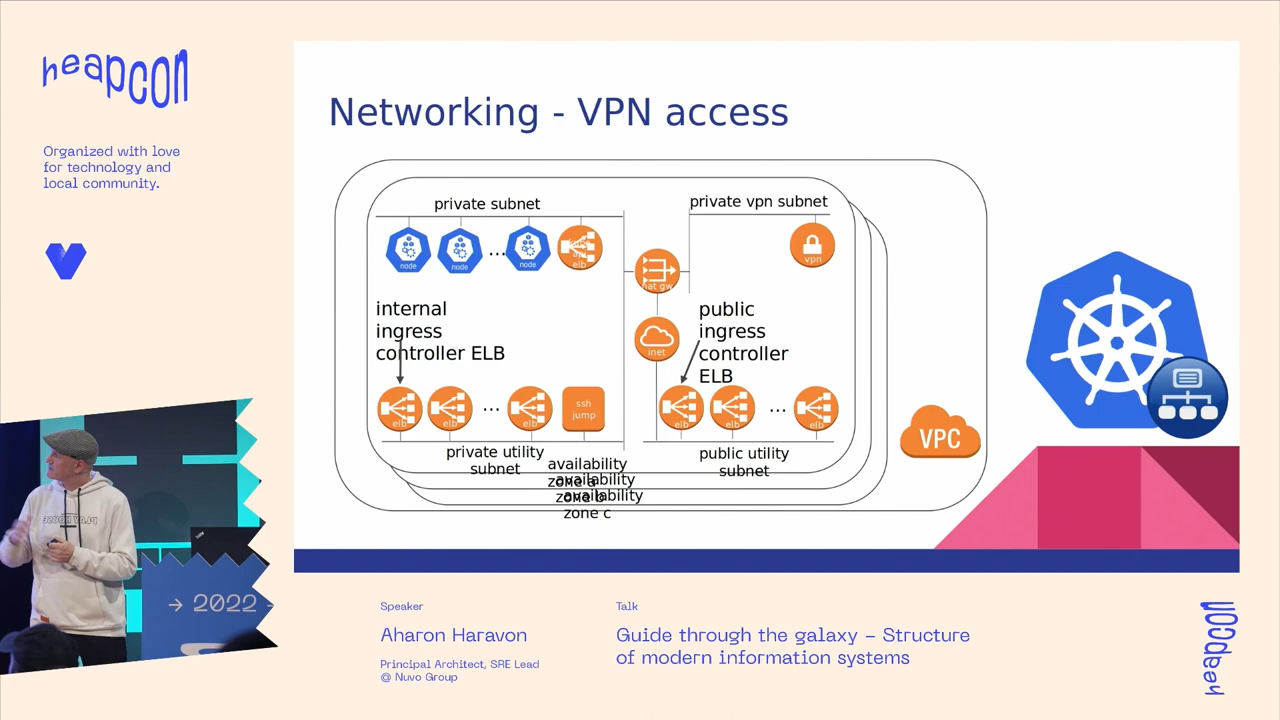 heapcon
Organized with love
for technology and
local community.
Networking - VPN access
private subnet
private vpn subnet
node
node
...
node
elb
nat gw
vpn
internal
ingress
controller ELB
inet
public
ingress
controller
ELB
elb
elb
...
elb
ssh
jump
elb
elb
...
elb
VPC
private utility
subnet
public utility
subnet
availability
zone a
availability
zone b
availability
zone c
→ 2022
Speaker
Aharon Haravon
Principal Architect, SRE Lead
@ Nuvo Group
Talk
Guide through the galaxy – Structure
of modern information systems
heapcon